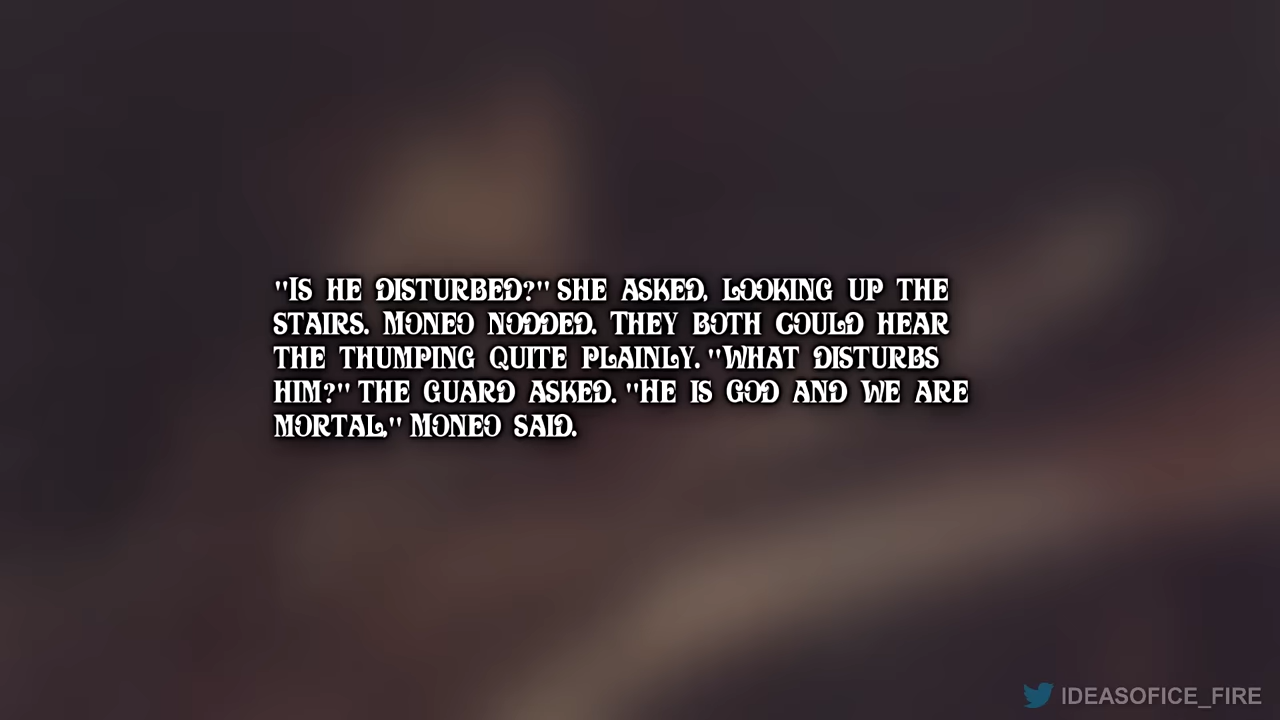 "Is he disturbed?" she asked, looking up the
stairs. Moneo nodded. They both could hear
the thumping quite plainly. "What disturbs
him?" the guard asked. "He is God and we are
mortal," Moneo said.
IDEASOFICE_FIRE